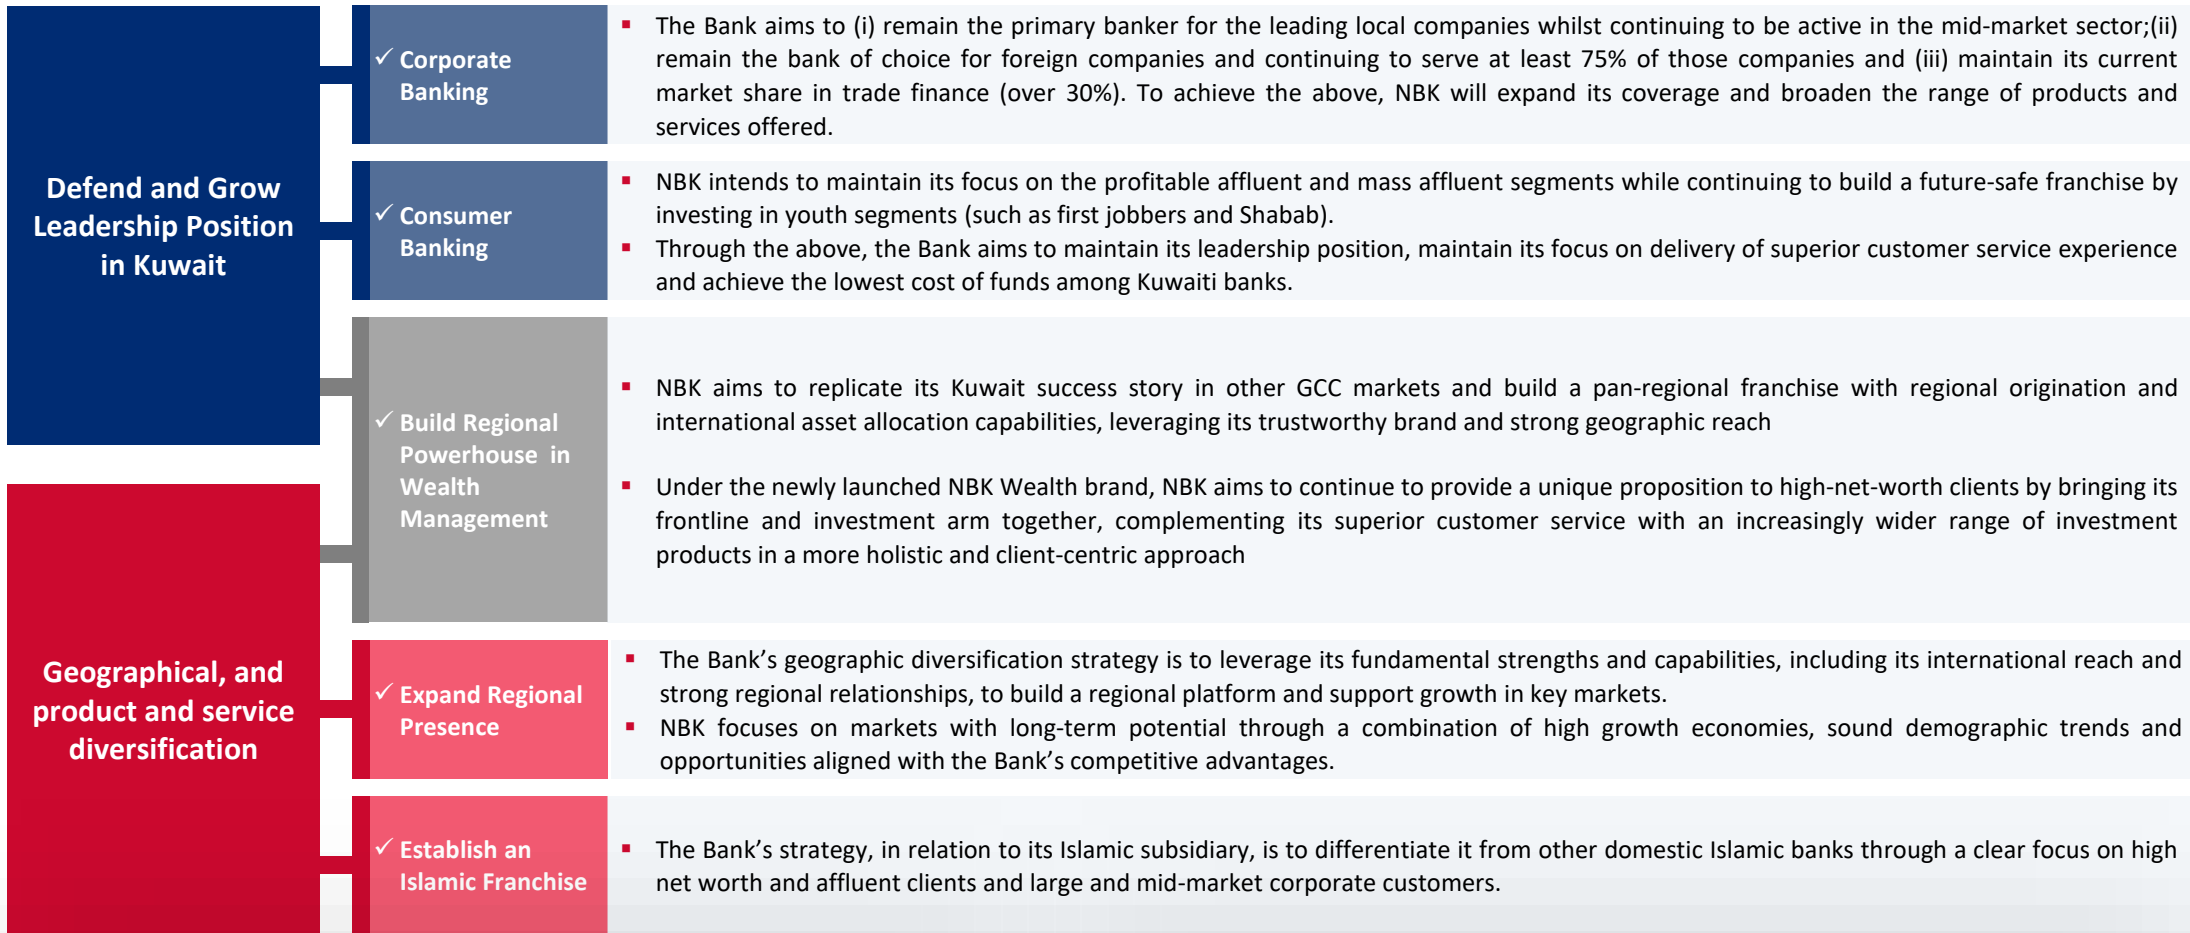 Defend and Grow
Leadership Position
in Kuwait
✓ Corporate
Banking
▪ The Bank aims to (i) remain the primary banker for the leading local companies whilst continuing to be active in the mid-market sector;(ii)
remain the bank of choice for foreign companies and continuing to serve at least 75% of those companies and (iii) maintain its current
market share in trade finance (over 30%). To achieve the above, NBK will expand its coverage and broaden the range of products and
services offered.
✓ Consumer
Banking
▪ NBK intends to maintain its focus on the profitable affluent and mass affluent segments while continuing to build a future-safe franchise by
investing in youth segments (such as first jobbers and Shabab).
▪ Through the above, the Bank aims to maintain its leadership position, maintain its focus on delivery of superior customer service experience
and achieve the lowest cost of funds among Kuwaiti banks.
✓ Build Regional
Powerhouse in
Wealth
Management
▪ NBK aims to replicate its Kuwait success story in other GCC markets and build a pan-regional franchise with regional origination and
international asset allocation capabilities, leveraging its trustworthy brand and strong geographic reach
▪ Under the newly launched NBK Wealth brand, NBK aims to continue to provide a unique proposition to high-net-worth clients by bringing its
frontline and investment arm together, complementing its superior customer service with an increasingly wider range of investment
products in a more holistic and client-centric approach
Geographical, and
product and service
diversification
✓ Expand Regional
Presence
▪ The Bank's geographic diversification strategy is to leverage its fundamental strengths and capabilities, including its international reach and
strong regional relationships, to build a regional platform and support growth in key markets.
▪ NBK focuses on markets with long-term potential through a combination of high growth economies, sound demographic trends and
opportunities aligned with the Bank's competitive advantages.
✓ Establish an
Islamic Franchise
▪ The Bank's strategy, in relation to its Islamic subsidiary, is to differentiate it from other domestic Islamic banks through a clear focus on high
net worth and affluent clients and large and mid-market corporate customers.